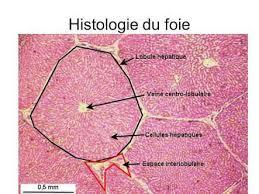 Histologie du foie
Lobule hépatique
Veine centro-lobulaire
Cellules hépatiques
Espace interlobulaire
0,5 mm